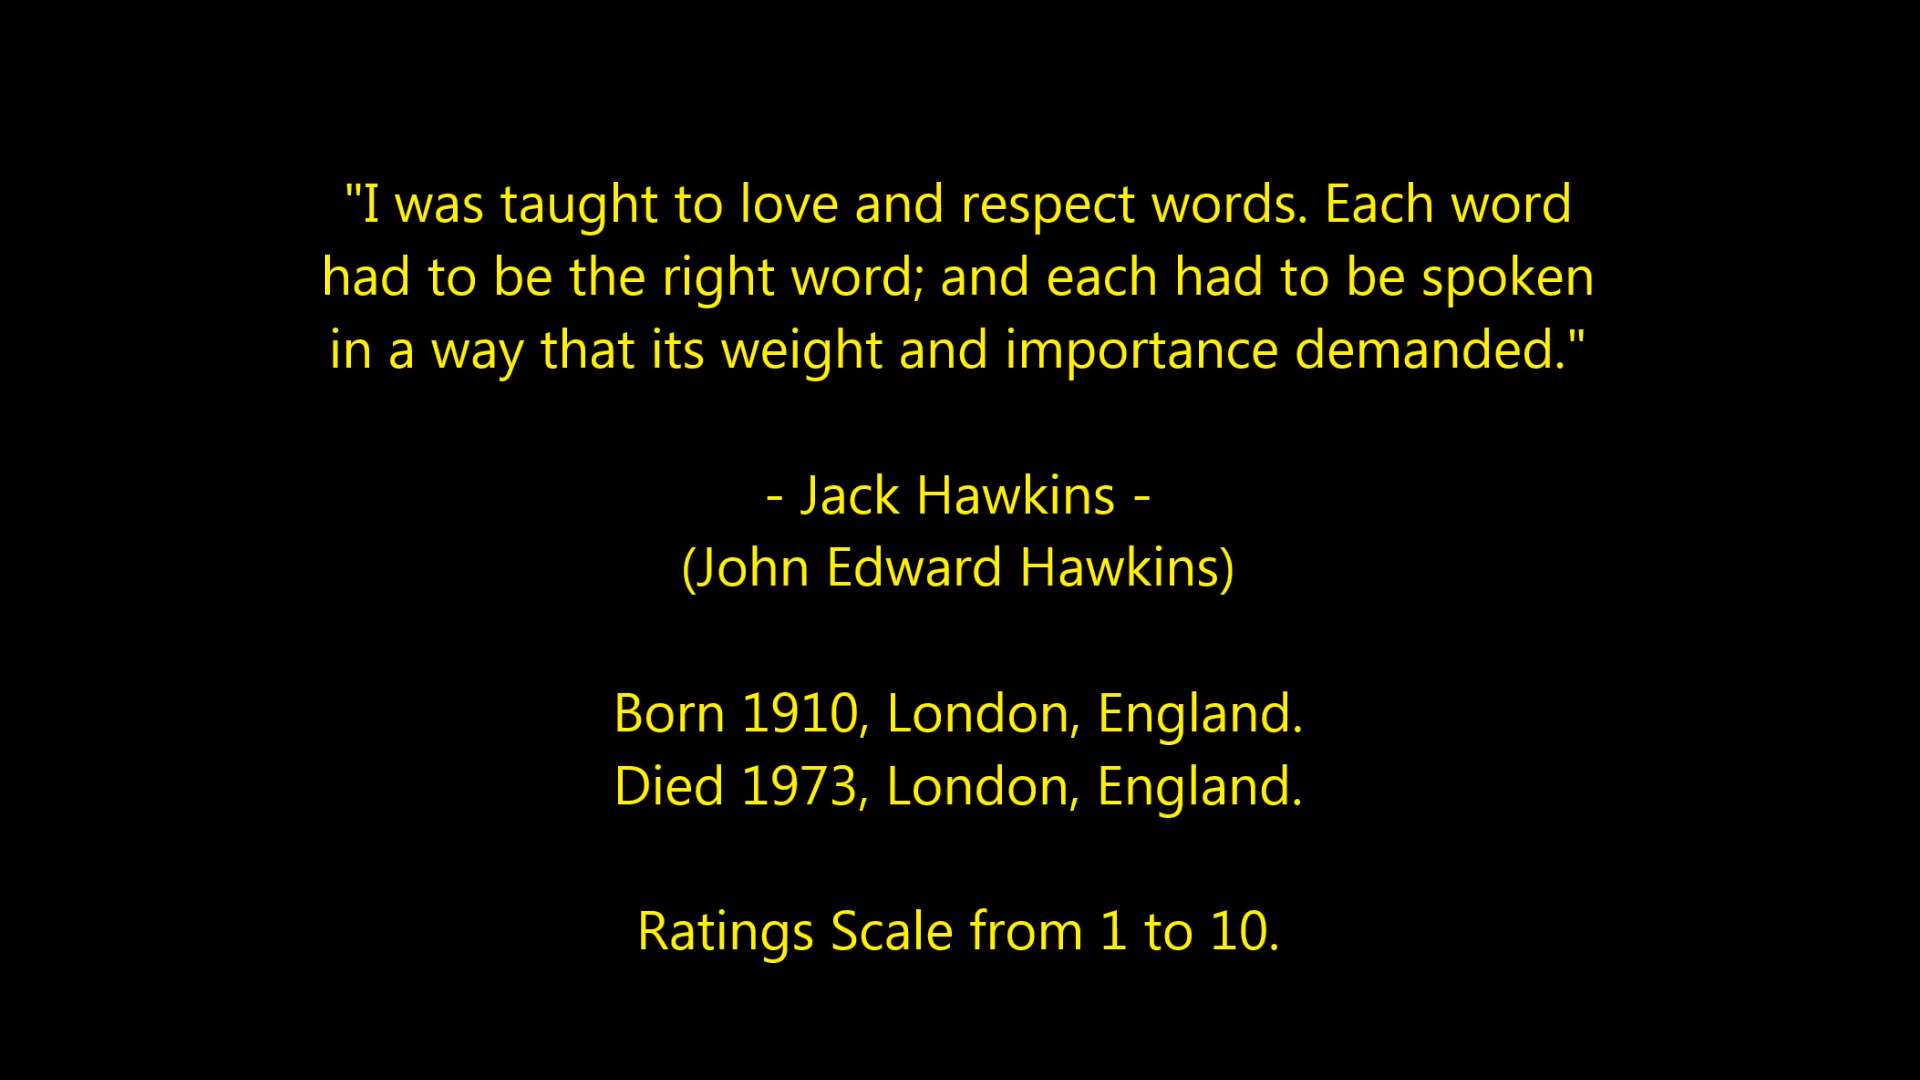 "I was taught to love and respect words. Each word
had to be the right word; and each had to be spoken
in a way that its weight and importance demanded."
- Jack Hawkins -
(John Edward Hawkins)
Born 1910, London, England.
Died 1973, London, England.
Ratings Scale from 1 to 10.